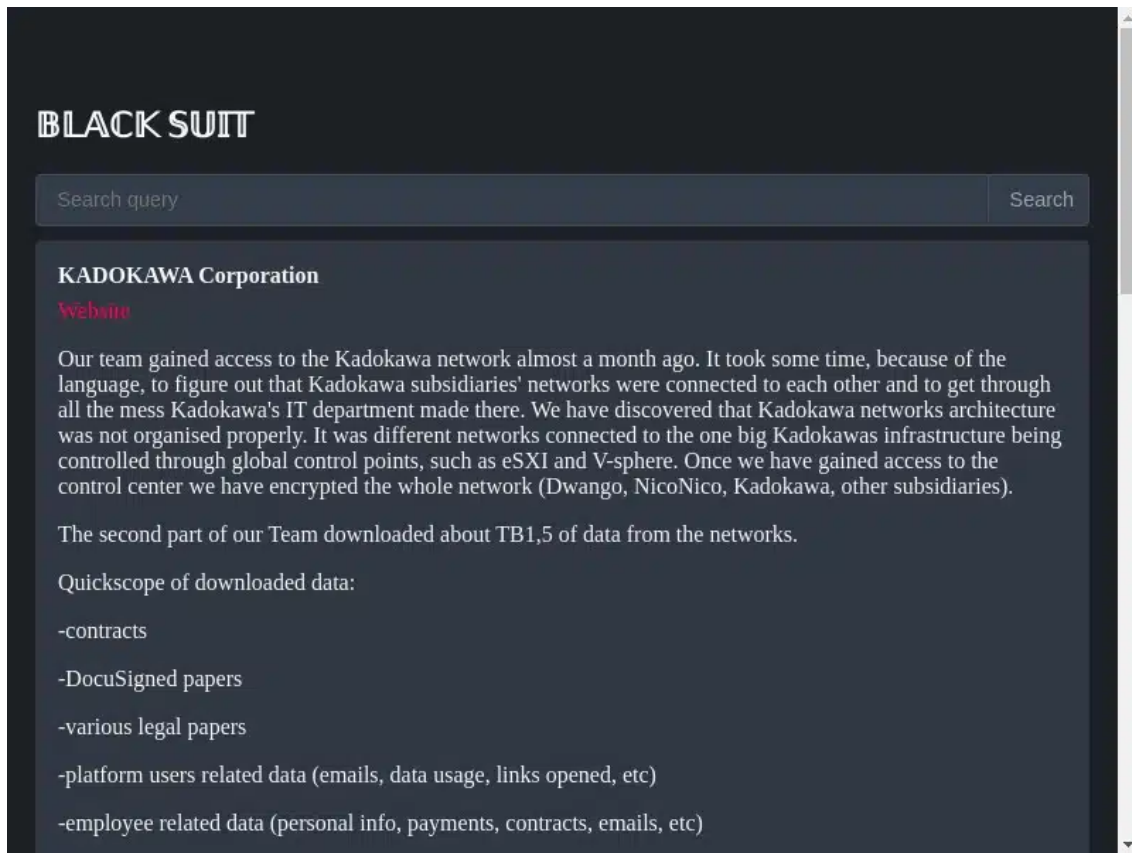 BLACK SUIT
Search query Search
KADOKAWA Corporation
Website
Our team gained access to the Kadokawa network almost a month ago. It took some time, because of the
language, to figure out that Kadokawa subsidiaries' networks were connected to each other and to get through
all the mess Kadokawa's IT department made there. We have discovered that Kadokawa networks architecture
was not organised properly. It was different networks connected to the one big Kadokawas infrastructure being
controlled through global control points, such as eSXI and V-sphere. Once we have gained access to the
control center we have encrypted the whole network (Dwango, NicoNico, Kadokawa, other subsidiaries).
The second part of our Team downloaded about TB1,5 of data from the networks.
Quickscope of downloaded data:
-contracts
-DocuSigned papers
-various legal papers
-platform users related data (emails, data usage, links opened, etc)
-employee related data (personal info, payments, contracts, emails, etc)